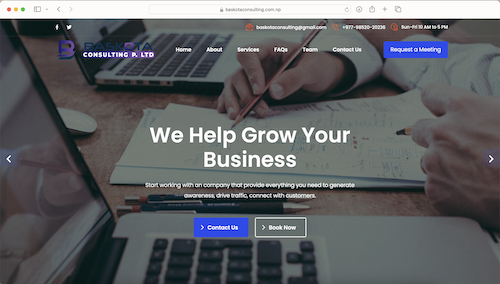 baskotaconsulting.com.np
baskotaconsulting@gmail.com
+977-98520-20236
Sun-Fri 10 AM to 5 PM
CONSULTING P. LTD
Home
About
Services
FAQs
Team
Contact Us
Request a Meeting
We Help Grow Your
Business
Start working with an company that provide everything you need to generate
awareness, drive traffic, connect with customers.
Contact Us
Book Now